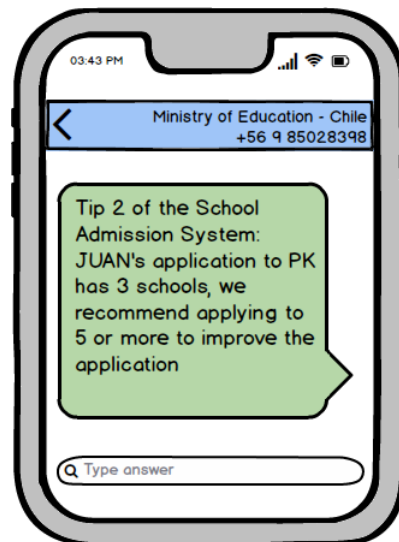 03:43 PM
Ministry of Education - Chile
+56 9 85028398
Tip 2 of the School
Admission System:
JUAN's application to PK
has 3 schools, we
recommend applying to
5 or more to improve the
application
Type answer